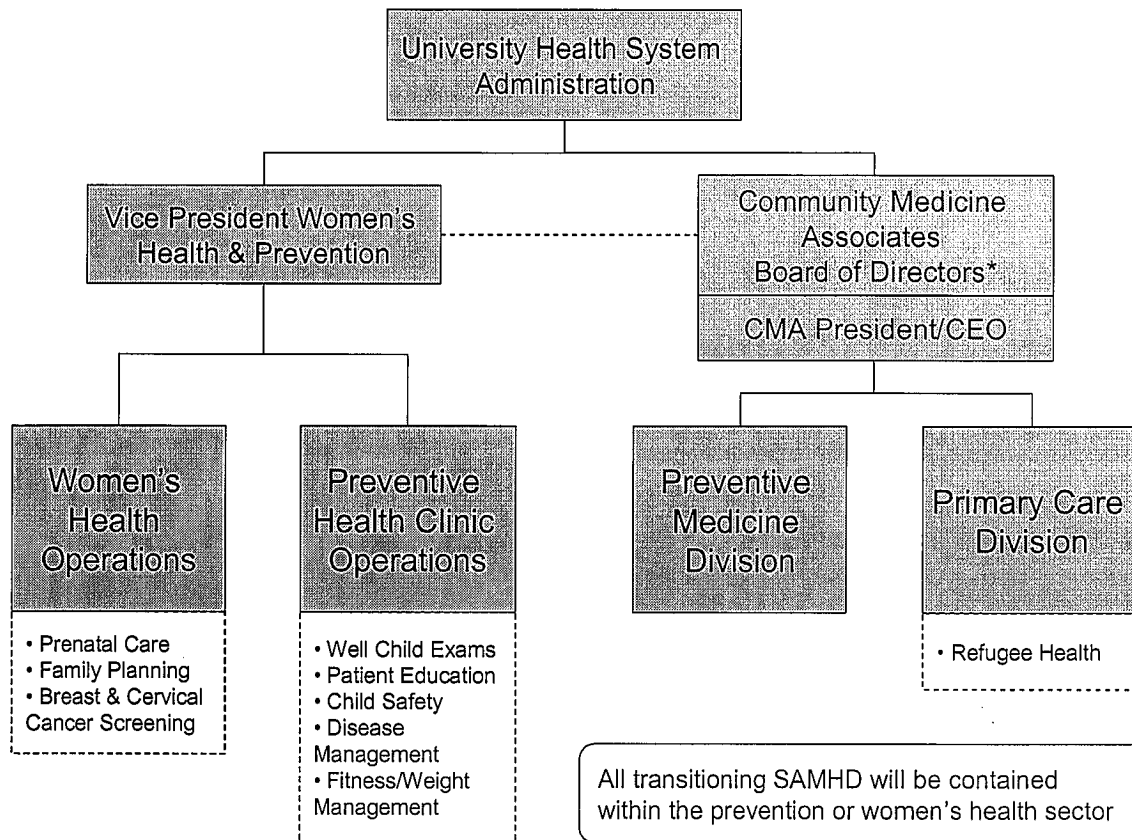 University Health System
Administration
Vice President Women's
Health & Prevention
Community Medicine
Associates
Board of Directors*
CMA President/CEO
Women's
Health
Operations
Preventive
Health Clinic
Operations
Preventive
Medicine
Division
Primary Care
Division
• Prenatal Care
• Family Planning
• Breast & Cervical
Cancer Screening
• Well Child Exams
• Patient Education
• Child Safety
• Disease
Management
• Fitness/Weight
Management
• Refugee Health
All transitioning SAMHD will be contained
within the prevention or women's health sector